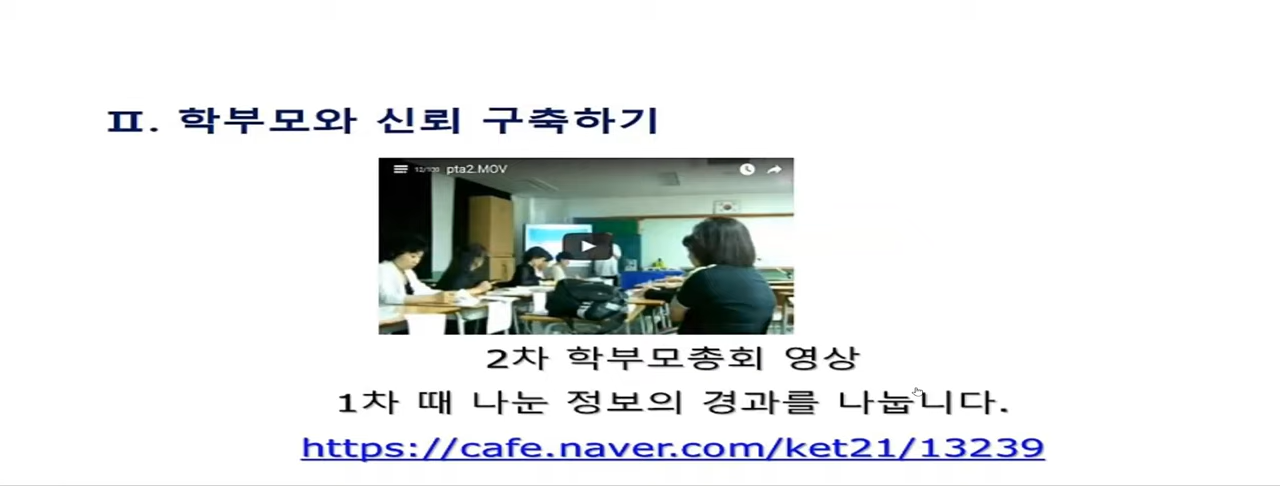 Ⅱ. 학부모와 신뢰 구축하기
pta2.MOV
2차 학부모총회 영상
1차 때 나눈 정보의 경과를 나눕니다.
https://cafe.naver.com/ket21/13239